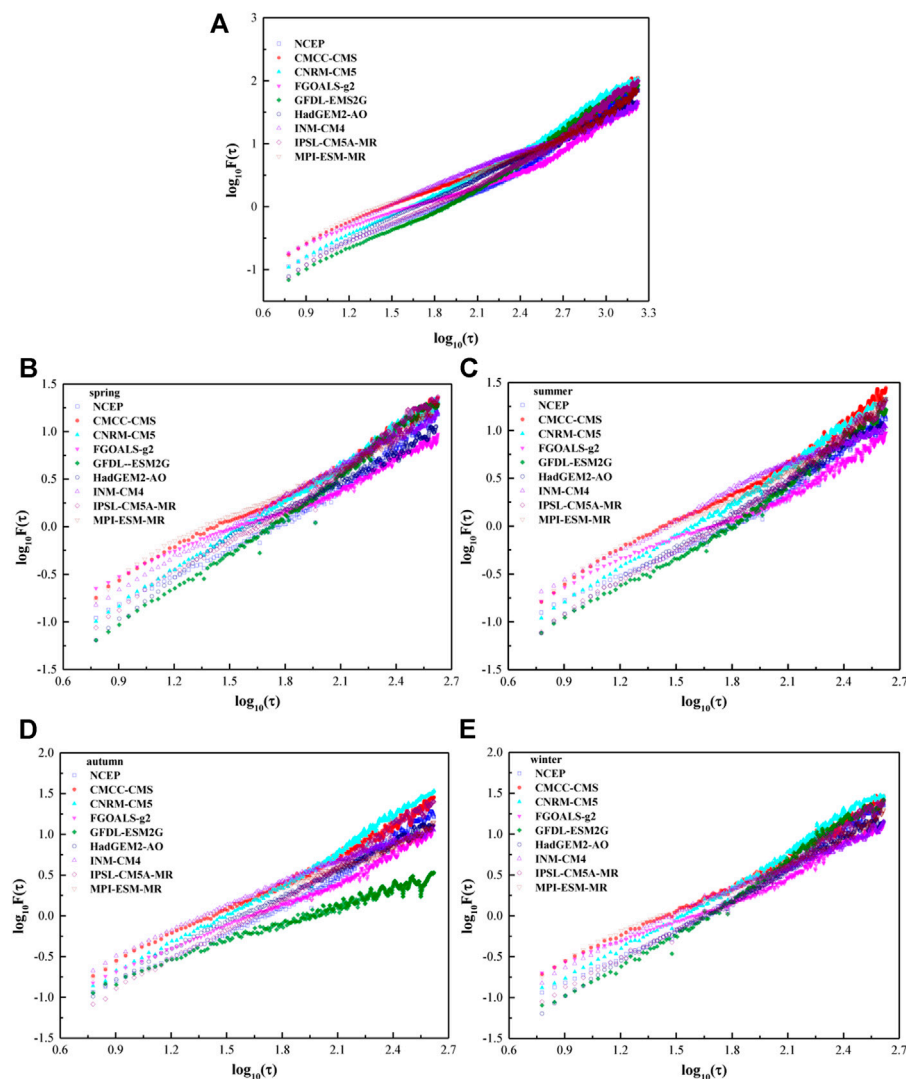 A
3
2
1
0
-1
log10F(τ)
NCEP
CMCC-CMS
CNRM-CM5
FGOALS-g2
GFDL-EMS2G
HadGEM2-AO
INM-CM4
IPSL-CM5A-MR
MPI-ESM-MR
0.6 0.9 1.2 1.5 1.8 2.1 2.4 2.7 3.0 3.3
log10(τ)
B
1.5
1.0
0.5
0.0
-0.5
-1.0
-1.5
log10F(τ)
spring
NCEP
CMCC-CMS
CNRM-CM5
FGOALS-g2
GFDL--ESM2G
HadGEM2-AO
INM-CM4
IPSL-CM5A-MR
MPI-ESM-MR
0.6 0.9 1.2 1.5 1.8 2.1 2.4 2.7
log10(τ)
C
1.5
1.0
0.5
0.0
-0.5
-1.0
-1.5
log10F(τ)
summer
NCEP
CMCC-CMS
CNRM-CM5
FGOALS-g2
GFDL-ESM2G
HadGEM2-AO
INM-CM4
IPSL-CM5A-MR
MPI-ESM-MR
0.6 0.9 1.2 1.5 1.8 2.1 2.4 2.7
log10(τ)
D
2.0
1.5
1.0
0.5
0.0
-0.5
-1.0
-1.5
log10F(τ)
autumn
NCEP
CMCC-CMS
CNRM-CM5
FGOALS-g2
GFDL-ESM2G
HadGEM2-AO
INM-CM4
IPSL-CM5A-MR
MPI-ESM-MR
0.6 0.9 1.2 1.5 1.8 2.1 2.4 2.7
log10(τ)
E
2.0
1.5
1.0
0.5
0.0
-0.5
-1.0
-1.5
log10F(τ)
winter
NCEP
CMCC-CMS
CNRM-CM5
FGOALS-g2
GFDL-ESM2G
HadGEM2-AO
INM-CM4
IPSL-CM5A-MR
MPI-ESM-MR
0.6 0.9 1.2 1.5 1.8 2.1 2.4 2.7
log10(τ)